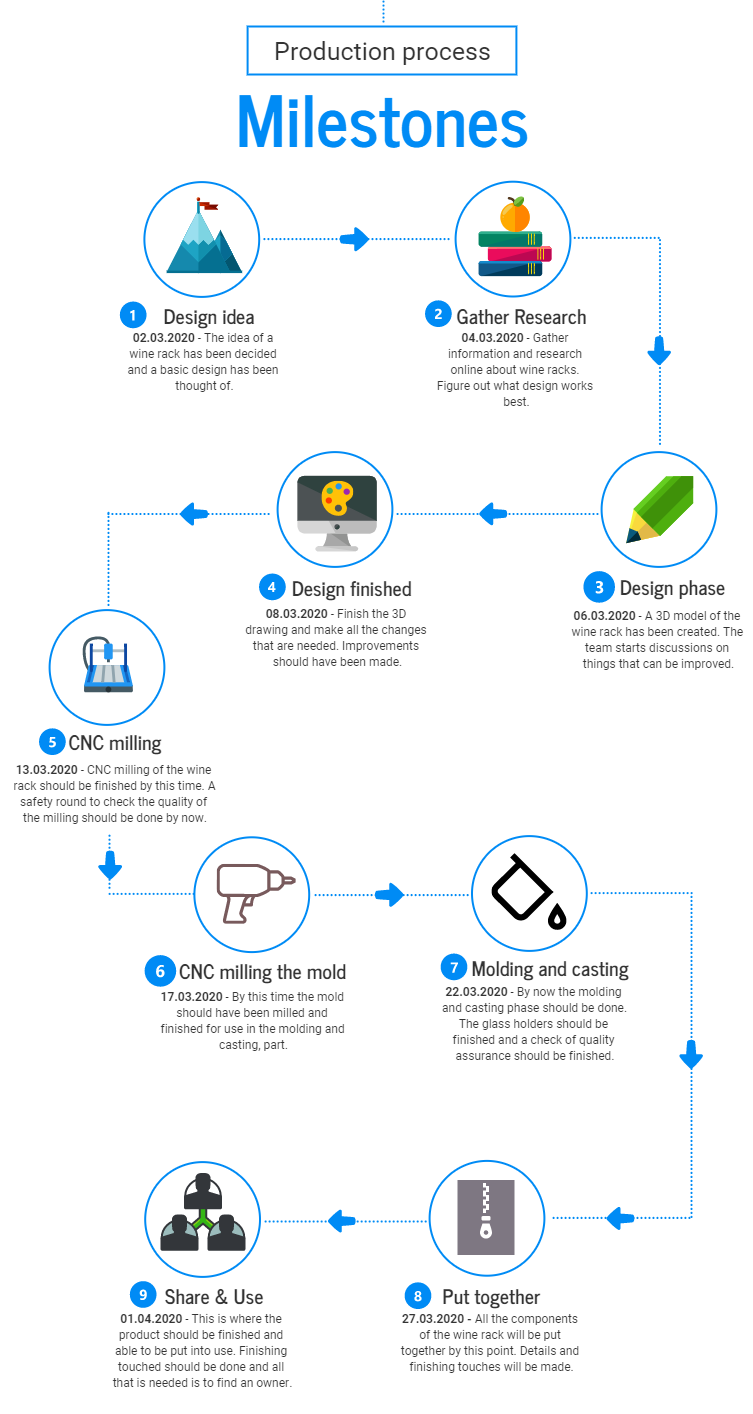 Production process
Milestones
1 Design idea
02.03.2020 - The idea of a
wine rack has been decided
and a basic design has been
thought of.
2 Gather Research
04.03.2020 - Gather
information and research
online about wine racks.
Figure out what design works
best.
3 Design phase
06.03.2020 - A 3D model of the
wine rack has been created. The
team starts discussions on
things that can be improved.
4 Design finished
08.03.2020 - Finish the 3D
drawing and make all the changes
that are needed. Improvements
should have been made.
5 CNC milling
13.03.2020 - CNC milling of the wine
rack should be finished by this time. A
safety round to check the quality of
the milling should be done by now.
6 CNC milling the mold
17.03.2020 - By this time the mold
should have been milled and
finished for use in the molding and
casting, part.
7 Molding and casting
22.03.2020 - By now the molding
and casting phase should be done.
The glass holders should be
finished and a check of quality
assurance should be finished.
8 Put together
27.03.2020 - All the components
of the wine rack will be put
together by this point. Details and
finishing touches will be made.
9 Share & Use
01.04.2020 - This is where the
product should be finished and
able to be put into use. Finishing
touched should be done and all
that is needed is to find an owner.